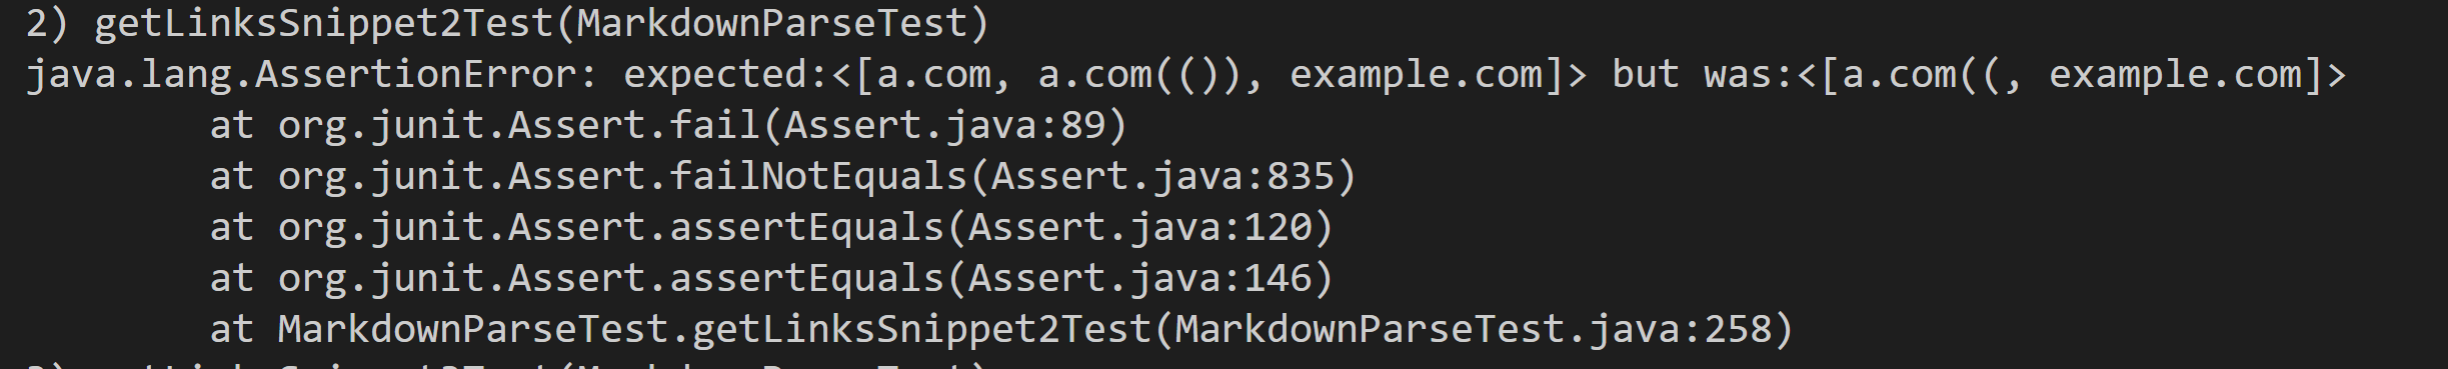 2) getLinksSnippet2Test(MarkdownParseTest)
java.lang.AssertionError: expected:<[a.com, a.com(()), example.com]> but was:<[a.com((, example.com]>
at org.junit.Assert.fail(Assert.java:89)
at org.junit.Assert.failNotEquals(Assert.java:835)
at org.junit.Assert.assertEquals(Assert.java:120)
at org.junit.Assert.assertEquals(Assert.java:146)
at MarkdownParseTest.getLinksSnippet2Test(MarkdownParseTest.java:258)